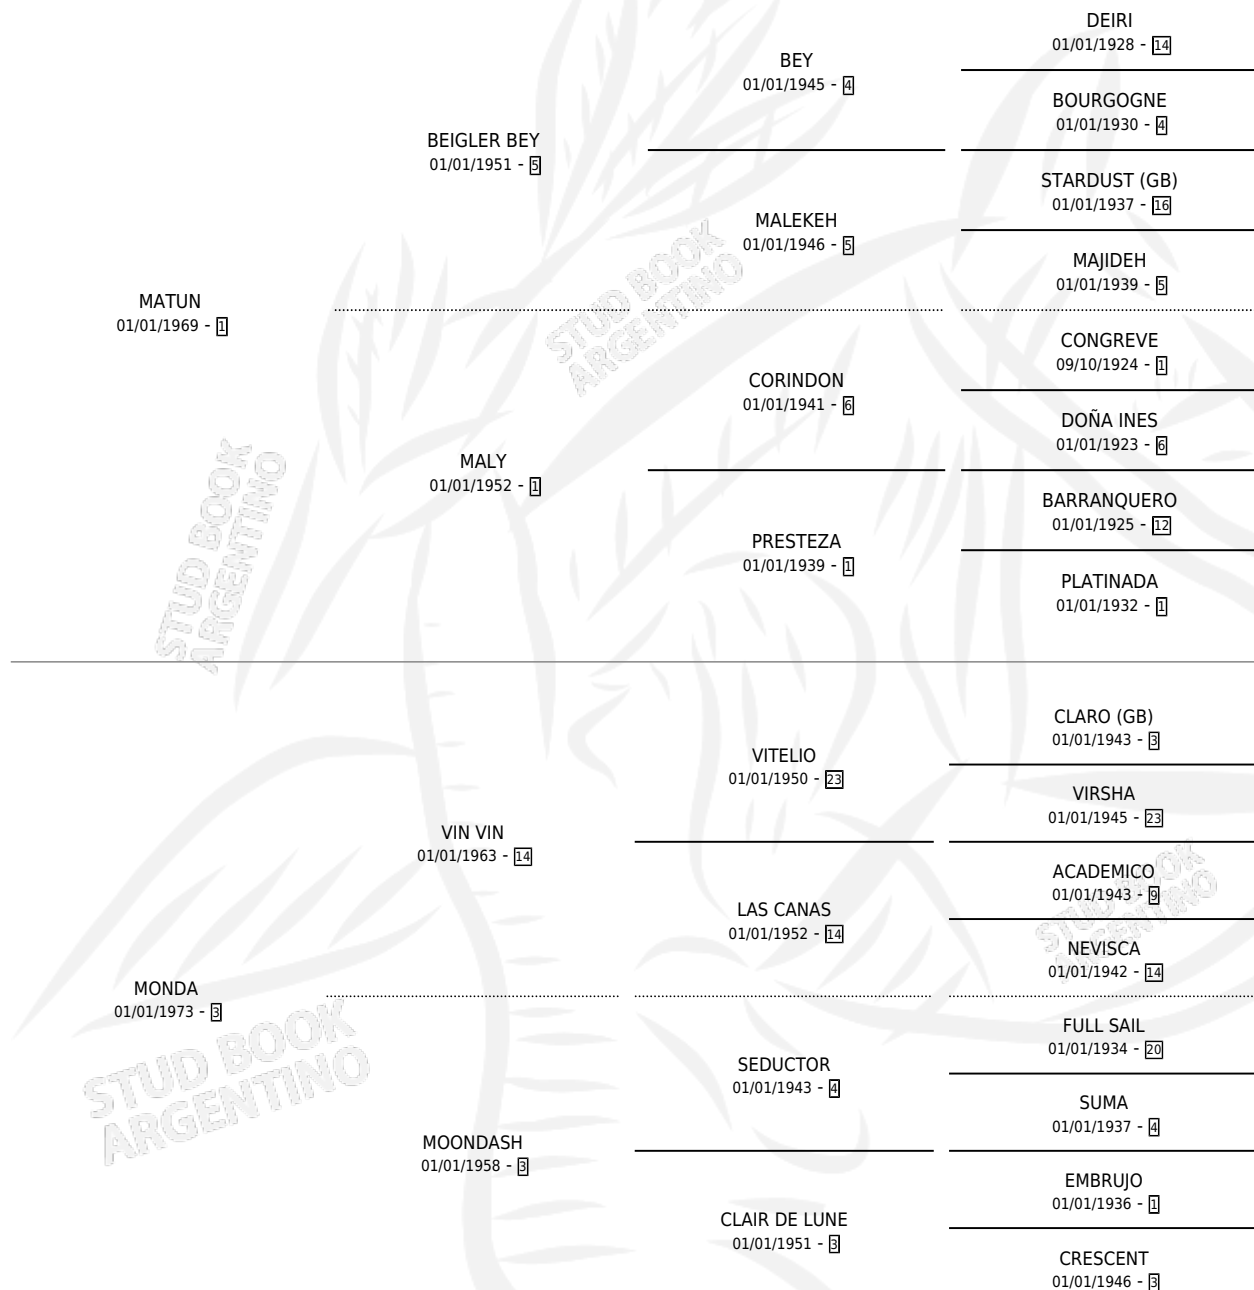 DEIRI
01/01/1928 - 14
BEY
01/01/1945 - 4
BOURGOGNE
01/01/1930 - 4
BEIGLER BEY
01/01/1951 - 5
STARDUST (GB)
01/01/1937 - 16
MALEKEH
01/01/1946 - 5
MAJIDEH
01/01/1939 - 5
MATUN
01/01/1969 - 1
CONGREVE
09/10/1924 - 1
CORINDON
01/01/1941 - 6
DOÑA INES
01/01/1923 - 6
MALY
01/01/1952 - 1
BARRANQUERO
01/01/1925 - 12
PRESTEZA
01/01/1939 - 1
PLATINADA
01/01/1932 - 1
STUD BOOK
ARGENTINO
STUD BOOK
ARGENTINO
CLARO (GB)
01/01/1943 - 3
VITELIO
01/01/1950 - 23
VIRSHA
01/01/1945 - 23
VIN VIN
01/01/1963 - 14
ACADEMICO
01/01/1943 - 9
LAS CANAS
01/01/1952 - 14
NEVISCA
01/01/1942 - 14
MONDA
01/01/1973 - 3
FULL SAIL
01/01/1934 - 20
SEDUCTOR
01/01/1943 - 4
SUMA
01/01/1937 - 4
MOONDASH
01/01/1958 - 3
EMBRUJO
01/01/1936 - 1
CLAIR DE LUNE
01/01/1951 - 3
CRESCENT
01/01/1946 - 3
STUD BOOK
ARGENTINO
STUD BOOK
ARGENTINO